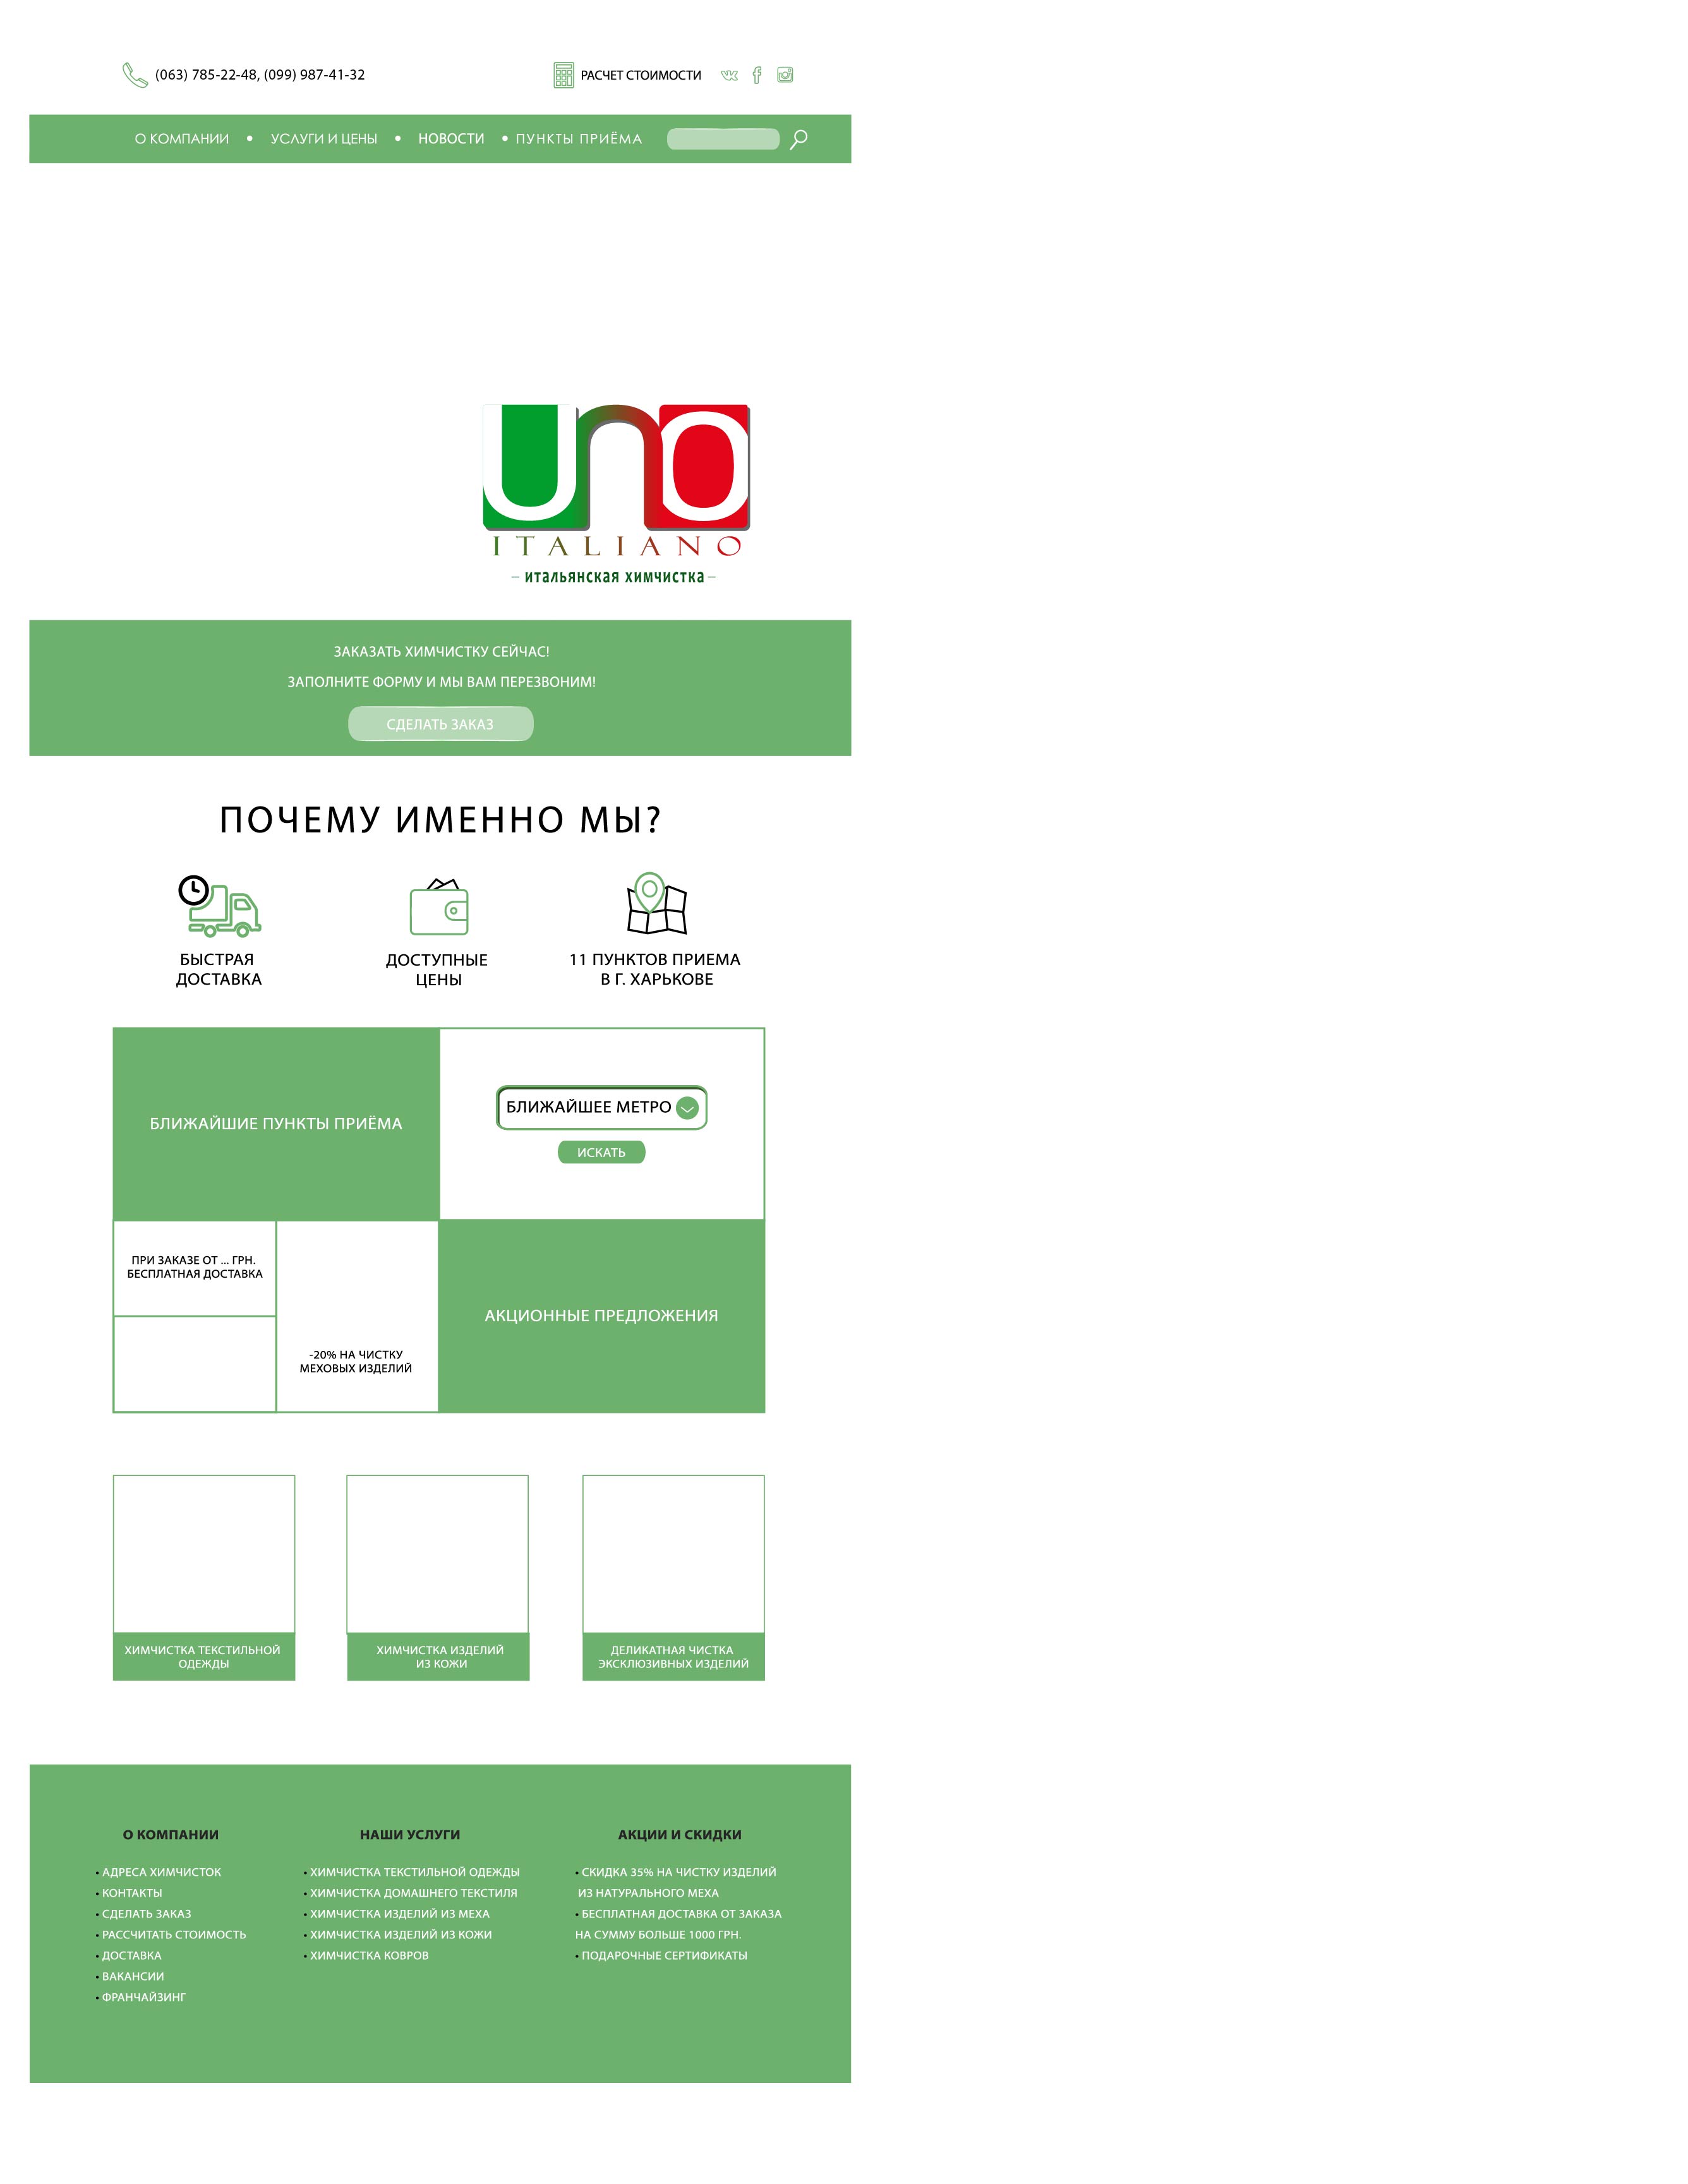 (063) 785-22-48, (099) 987-41-32
РАСЧЕТ СТОИМОСТИ
О КОМПАНИИ • УСЛУГИ И ЦЕНЫ • НОВОСТИ • ПУНКТЫ ПРИЁМА
uno
ITALIANO
– итальянская химчистка –
ЗАКАЗАТЬ ХИМЧИСТКУ СЕЙЧАС!
ЗАПОЛНИТЕ ФОРМУ И МЫ ВАМ ПЕРЕЗВОНИМ!
СДЕЛАТЬ ЗАКАЗ
ПОЧЕМУ ИМЕННО МЫ?
БЫСТРАЯ
ДОСТАВКА
ДОСТУПНЫЕ
ЦЕНЫ
11 ПУНКТОВ ПРИЕМА
В Г. ХАРЬКОВЕ
БЛИЖАЙШИЕ ПУНКТЫ ПРИЁМА
БЛИЖАЙШЕЕ МЕТРО
ИСКАТЬ
ПРИ ЗАКАЗЕ ОТ ... ГРН.
БЕСПЛАТНАЯ ДОСТАВКА
-20% НА ЧИСТКУ
МЕХОВЫХ ИЗДЕЛИЙ
АКЦИОННЫЕ ПРЕДЛОЖЕНИЯ
ХИМЧИСТКА ТЕКСТИЛЬНОЙ
ОДЕЖДЫ
ХИМЧИСТКА ИЗДЕЛИЙ
ИЗ КОЖИ
ДЕЛИКАТНАЯ ЧИСТКА
ЭКСКЛЮЗИВНЫХ ИЗДЕЛИЙ
О КОМПАНИИ
• АДРЕСА ХИМЧИСТОК
• КОНТАКТЫ
• СДЕЛАТЬ ЗАКАЗ
• РАССЧИТАТЬ СТОИМОСТЬ
• ДОСТАВКА
• ВАКАНСИИ
• ФРАНЧАЙЗИНГ
НАШИ УСЛУГИ
• ХИМЧИСТКА ТЕКСТИЛЬНОЙ ОДЕЖДЫ
• ХИМЧИСТКА ДОМАШНЕГО ТЕКСТИЛЯ
• ХИМЧИСТКА ИЗДЕЛИЙ ИЗ МЕХА
• ХИМЧИСТКА ИЗДЕЛИЙ ИЗ КОЖИ
• ХИМЧИСТКА КОВРОВ
АКЦИИ И СКИДКИ
• СКИДКА 35% НА ЧИСТКУ ИЗДЕЛИЙ
ИЗ НАТУРАЛЬНОГО МЕХА
• БЕСПЛАТНАЯ ДОСТАВКА ОТ ЗАКАЗА
НА СУММУ БОЛЬШЕ 1000 ГРН.
• ПОДАРОЧНЫЕ СЕРТИФИКАТЫ